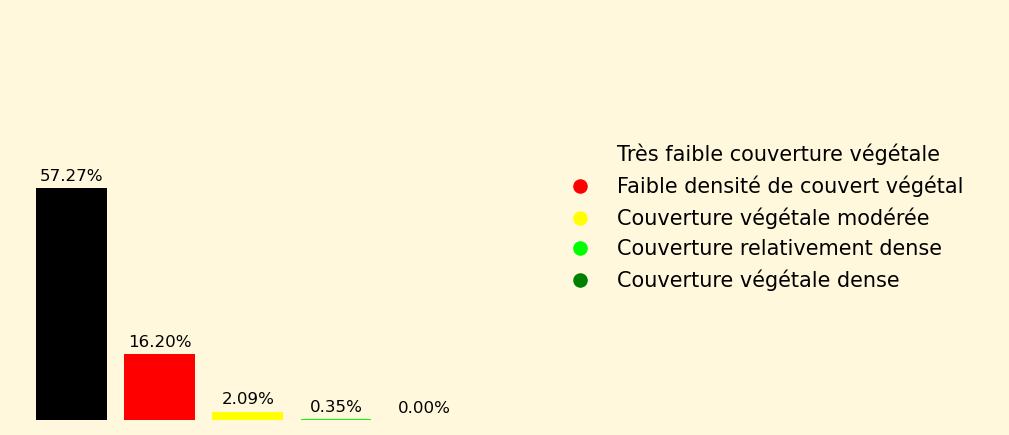 57.27%
16.20%
2.09%
0.35%
0.00%
Très faible couverture végétale
Faible densité de couvert végétal
Couverture végétale modérée
Couverture relativement dense
Couverture végétale dense